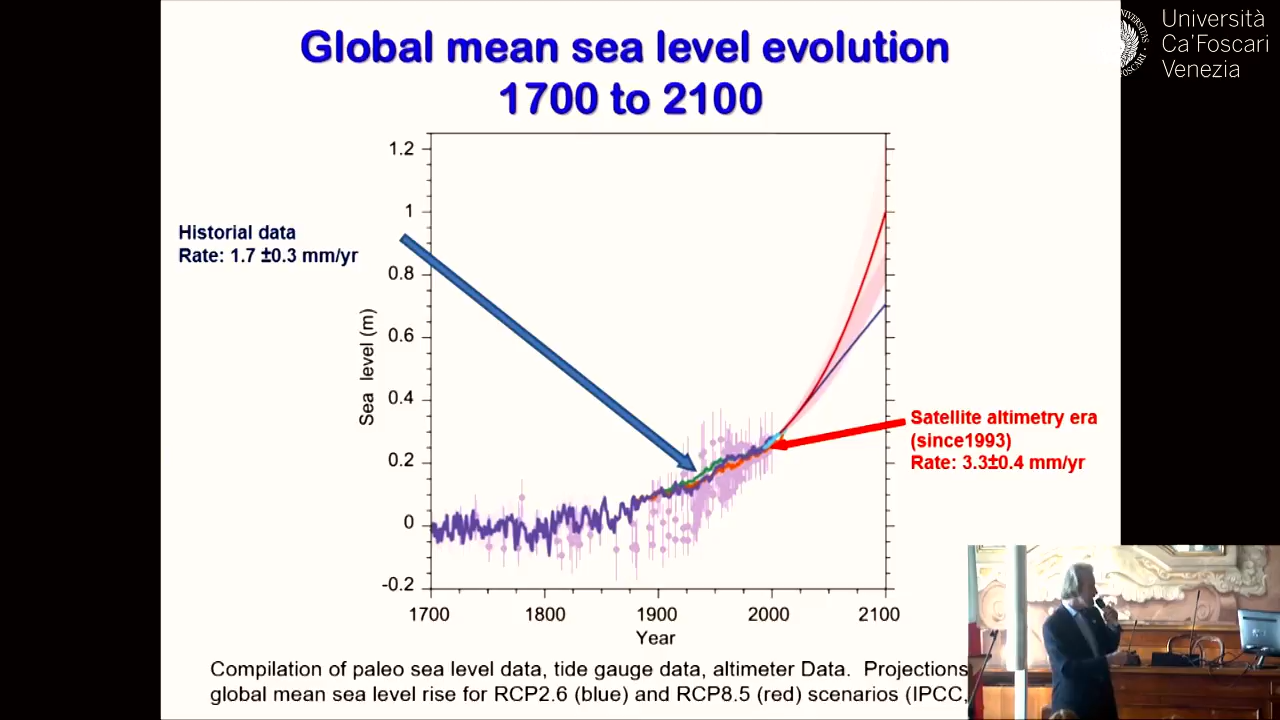 Global mean sea level evolution
1700 to 2100
Università
Ca'Foscari
Venezia
Historial data
Rate: 1.7 ±0.3 mm/yr
1.2
1
0.8
0.6
0.4
0.2
0
-0.2
Sea level (m)
1700 1800 1900 2000 2100
Year
Satellite altimetry era
(since1993)
Rate: 3.3±0.4 mm/yr
Compilation of paleo sea level data, tide gauge data, altimeter Data. Projections
global mean sea level rise for RCP2.6 (blue) and RCP8.5 (red) scenarios (IPCC,